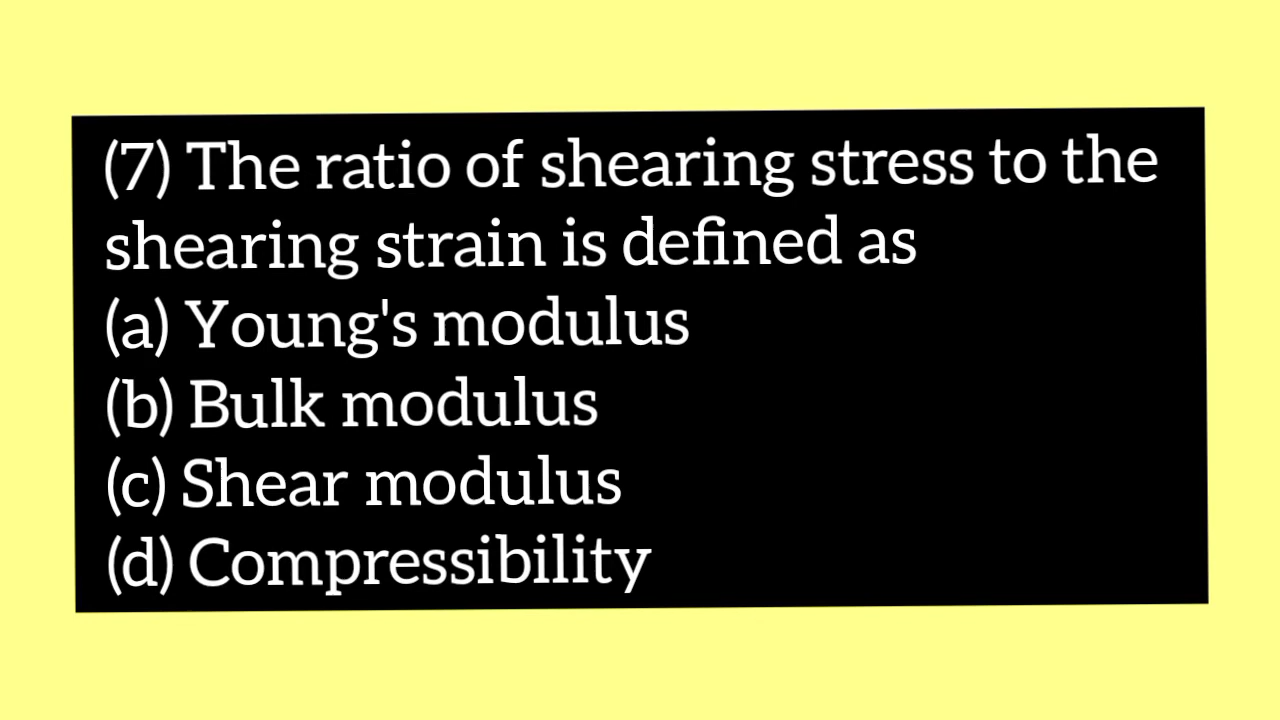 (7) The ratio of shearing stress to the
shearing strain is defined as
(a) Young's modulus
(b) Bulk modulus
(c) Shear modulus
(d) Compressibility